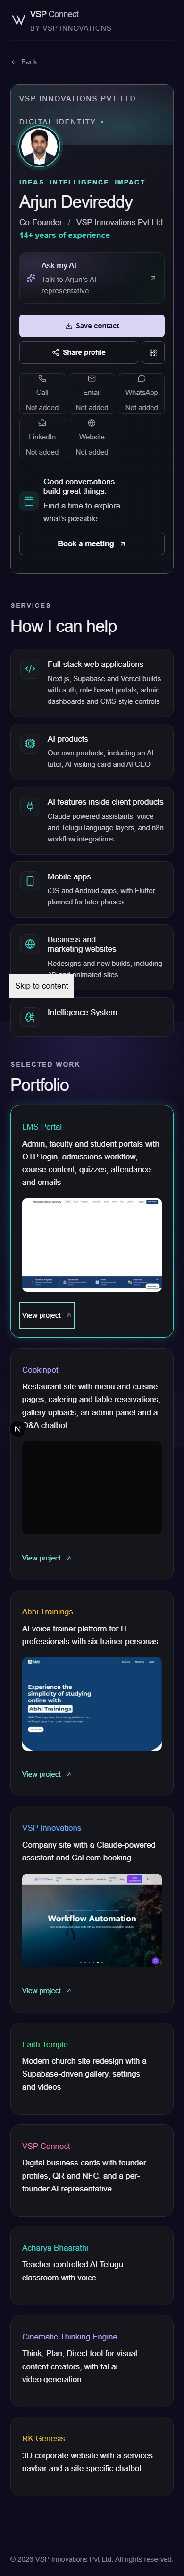 VSP Connect
BY VSP INNOVATIONS
Back
VSP INNOVATIONS PVT LTD
DIGITAL IDENTITY
IDEAS. INTELLIGENCE. IMPACT.
Arjun Devireddy
Co-Founder / VSP Innovations Pvt Ltd
14+ years of experience
Ask my AI
Talk to Arjun's AI
representative
Save contact
Share profile
Call
Not added
Email
Not added
WhatsApp
Not added
LinkedIn
Not added
Website
Not added
Good conversations
build great things.
Find a time to explore
what's possible.
Book a meeting
SERVICES
How I can help
Full-stack web applications
Next.js, Supabase and Vercel builds
with auth, role-based portals, admin
dashboards and CMS-style controls
AI products
Our own products, including an AI
tutor, AI visiting card and AI CEO
AI features inside client products
Claude-powered assistants, voice
and Telugu language layers, and n8n
workflow integrations
Mobile apps
iOS and Android apps, with Flutter
planned for later phases
Business and
marketing websites
Redesigns and new builds, including
animated sites
Skip to content
Intelligence System
SELECTED WORK
Portfolio
LMS Portal
Admin, faculty and student portals with
OTP login, admissions workflow,
course content, quizzes, attendance
and emails
View project
Cookinpot
Restaurant site with menu and cuisine
pages, catering and table reservations,
gallery uploads, an admin panel and a
Q&A chatbot
N
View project
Abhi Trainings
AI voice trainer platform for IT
professionals with six trainer personas
Experience the
simplicity of studying
online with
Abhi Trainings
View project
VSP Innovations
Company site with a Claude-powered
assistant and Cal.com booking
Workflow Automation
View project
Faith Temple
Modern church site redesign with a
Supabase-driven gallery, settings
and videos
VSP Connect
Digital business cards with founder
profiles, QR and NFC, and a per-
founder AI representative
Acharya Bhaarathi
Teacher-controlled AI Telugu
classroom with voice
Cinematic Thinking Engine
Think, Plan, Direct tool for visual
content creators, with fal.ai
video generation
RK Genesis
3D corporate website with a services
navbar and a site-specific chatbot
© 2026 VSP Innovations Pvt Ltd. All rights reserved.